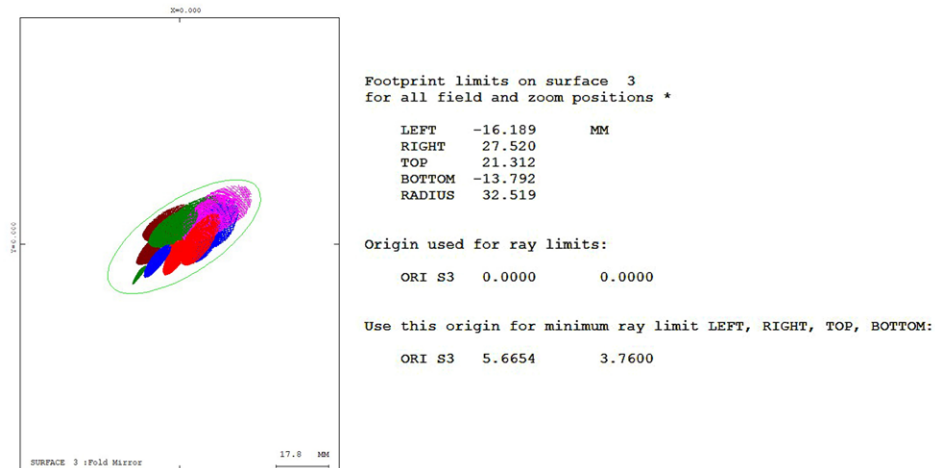 X=0.000
Y=0.000
SURFACE 3 :Fold Mirror
17.8 MM
Footprint limits on surface 3
for all field and zoom positions *
LEFT -16.189 MM
RIGHT 27.520
TOP 21.312
BOTTOM -13.792
RADIUS 32.519
Origin used for ray limits:
ORI S3 0.0000 0.0000
Use this origin for minimum ray limit LEFT, RIGHT, TOP, BOTTOM:
ORI S3 5.6654 3.7600